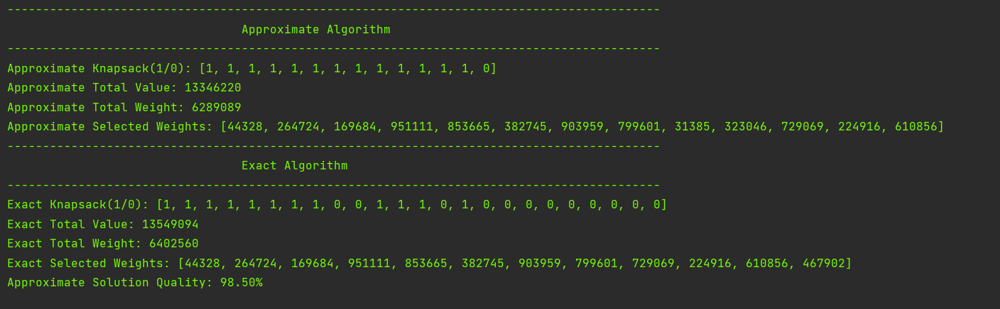 --------------------------------------------------------------------------------------------
Approximate Algorithm
--------------------------------------------------------------------------------------------
Approximate Knapsack(1/0): [1, 1, 1, 1, 1, 1, 1, 1, 1, 1, 1, 1, 1, 0]
Approximate Total Value: 13346220
Approximate Total Weight: 6289089
Approximate Selected Weights: [44328, 264724, 169684, 951111, 853665, 382745, 903959, 799601, 31385, 323046, 729069, 224916, 610856]
--------------------------------------------------------------------------------------------
Exact Algorithm
--------------------------------------------------------------------------------------------
Exact Knapsack(1/0): [1, 1, 1, 1, 1, 1, 1, 1, 0, 0, 1, 1, 1, 0, 1, 0, 0, 0, 0, 0, 0, 0, 0, 0]
Exact Total Value: 13549094
Exact Total Weight: 6402560
Exact Selected Weights: [44328, 264724, 169684, 951111, 853665, 382745, 903959, 799601, 729069, 224916, 610856, 467902]
Approximate Solution Quality: 98.50%